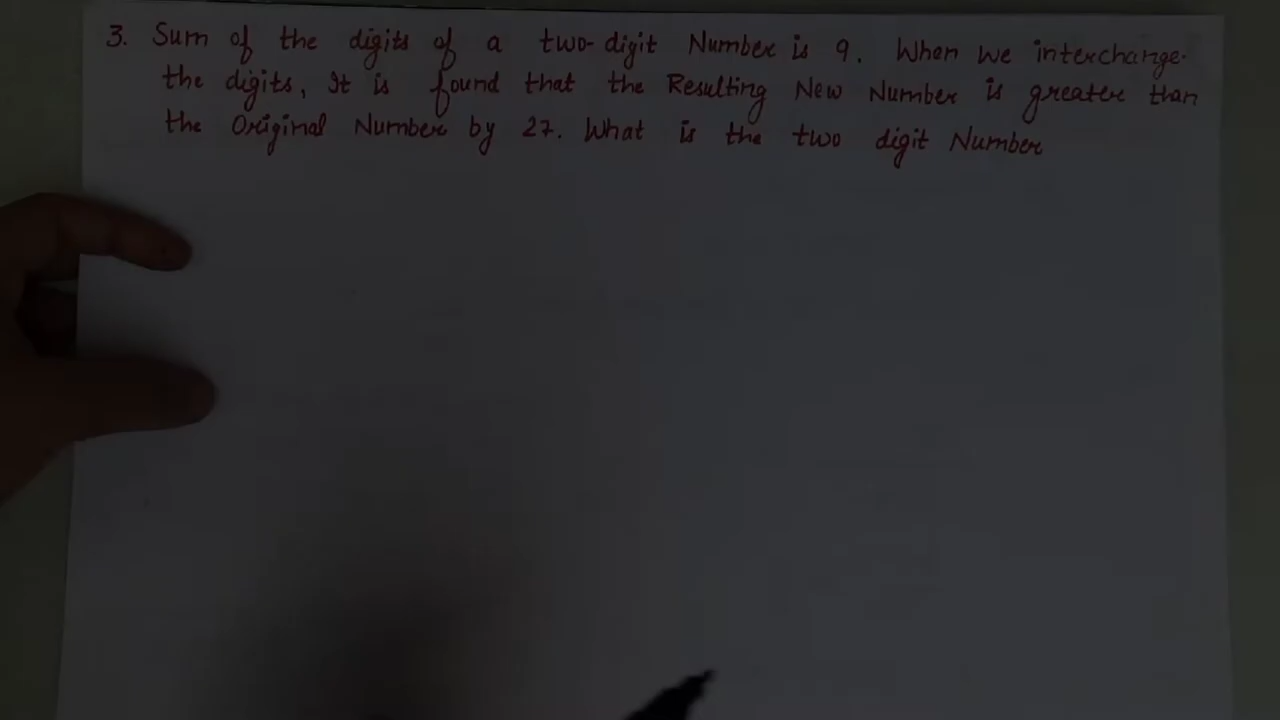 3. Sum of the digits of a two-digit Number is 9. When we interchange
the digits, It is found that the Resulting New Number is greater than
the Original Number by 27. What is the two digit Number